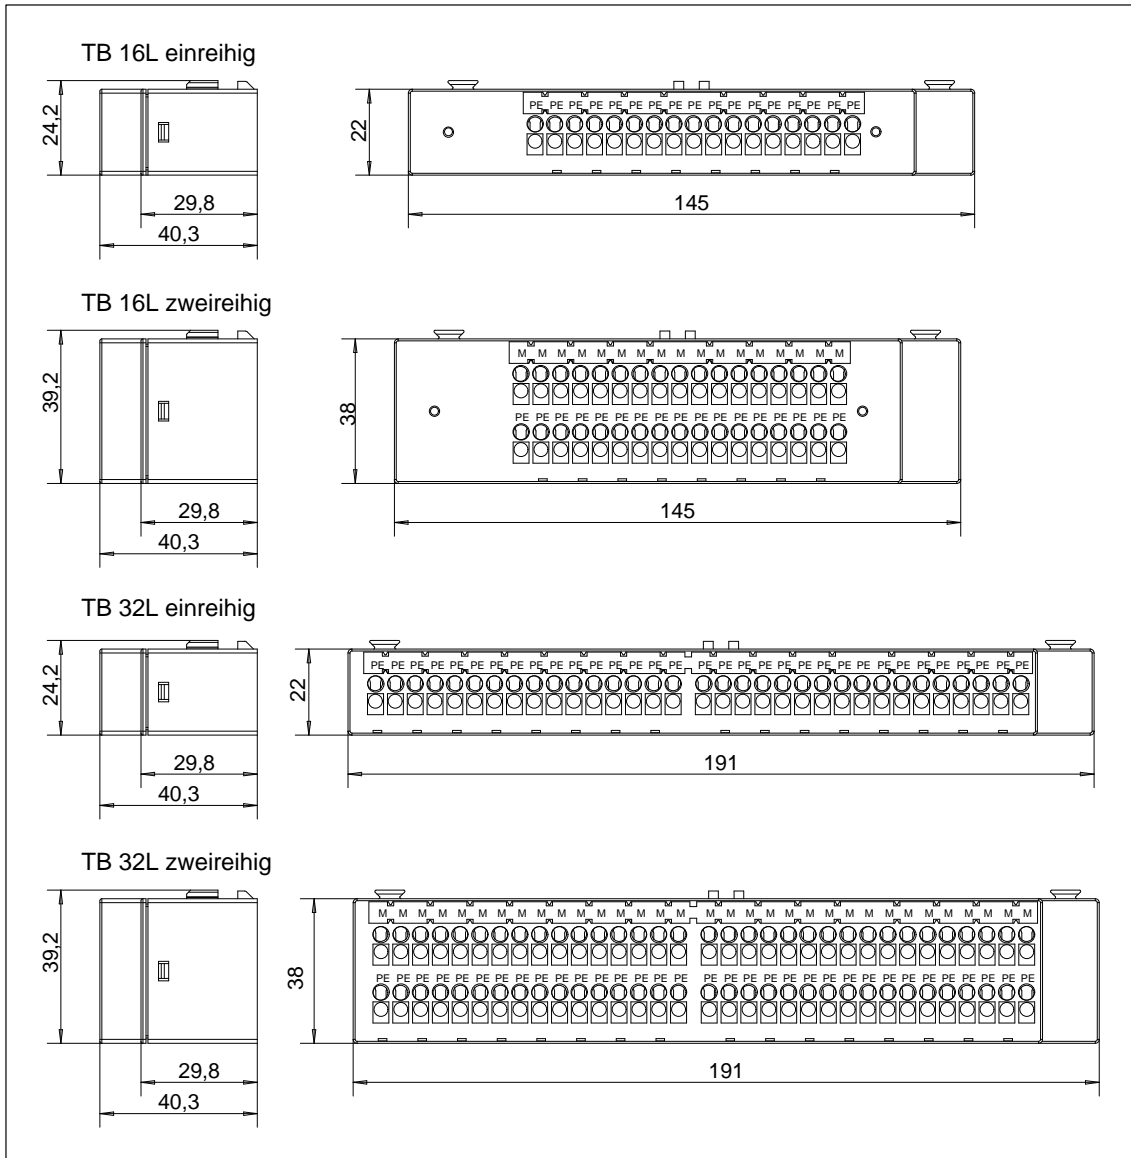 TB 16L einreihig
24,2
29,8
40,3
22
PE PE PE PE PE PE PE PE PE PE PE PE PE PE PE PE PE
145
TB 16L zweireihig
39,2
29,8
40,3
38
M M M M M M M M M M M M M M M M M
PE PE PE PE PE PE PE PE PE PE PE PE PE PE PE PE PE
145
TB 32L einreihig
24,2
29,8
40,3
22
PE PE PE PE PE PE PE PE PE PE PE PE PE PE PE PE PE PE PE PE PE PE PE PE PE PE PE PE PE PE PE PE PE
191
TB 32L zweireihig
39,2
29,8
40,3
38
M M M M M M M M M M M M M M M M M M M M M M M M M M M M M M M M M
PE PE PE PE PE PE PE PE PE PE PE PE PE PE PE PE PE PE PE PE PE PE PE PE PE PE PE PE PE PE PE PE PE
191